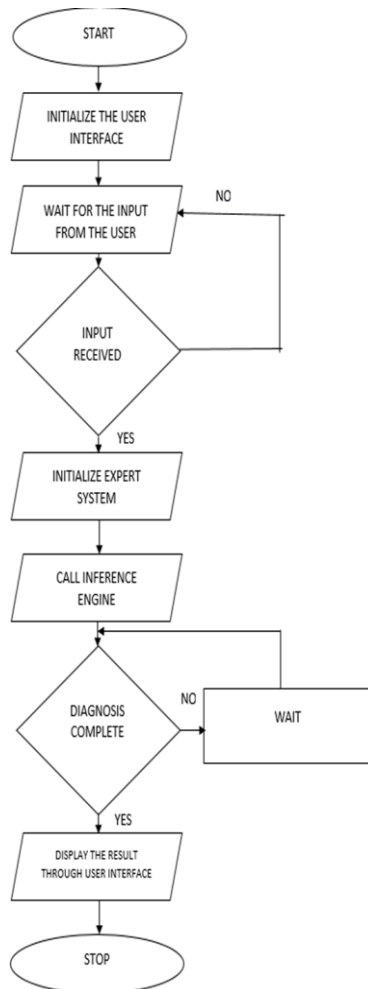 START
INITIALIZE THE USER
INTERFACE
NO
WAIT FOR THE INPUT
FROM THE USER
INPUT
RECEIVED
YES
INITIALIZE EXPERT
SYSTEM
CALL INFERENCE
ENGINE
DIAGNOSIS
COMPLETE
NO
WAIT
YES
DISPLAY THE RESULT
THROUGH USER INTERFACE
STOP